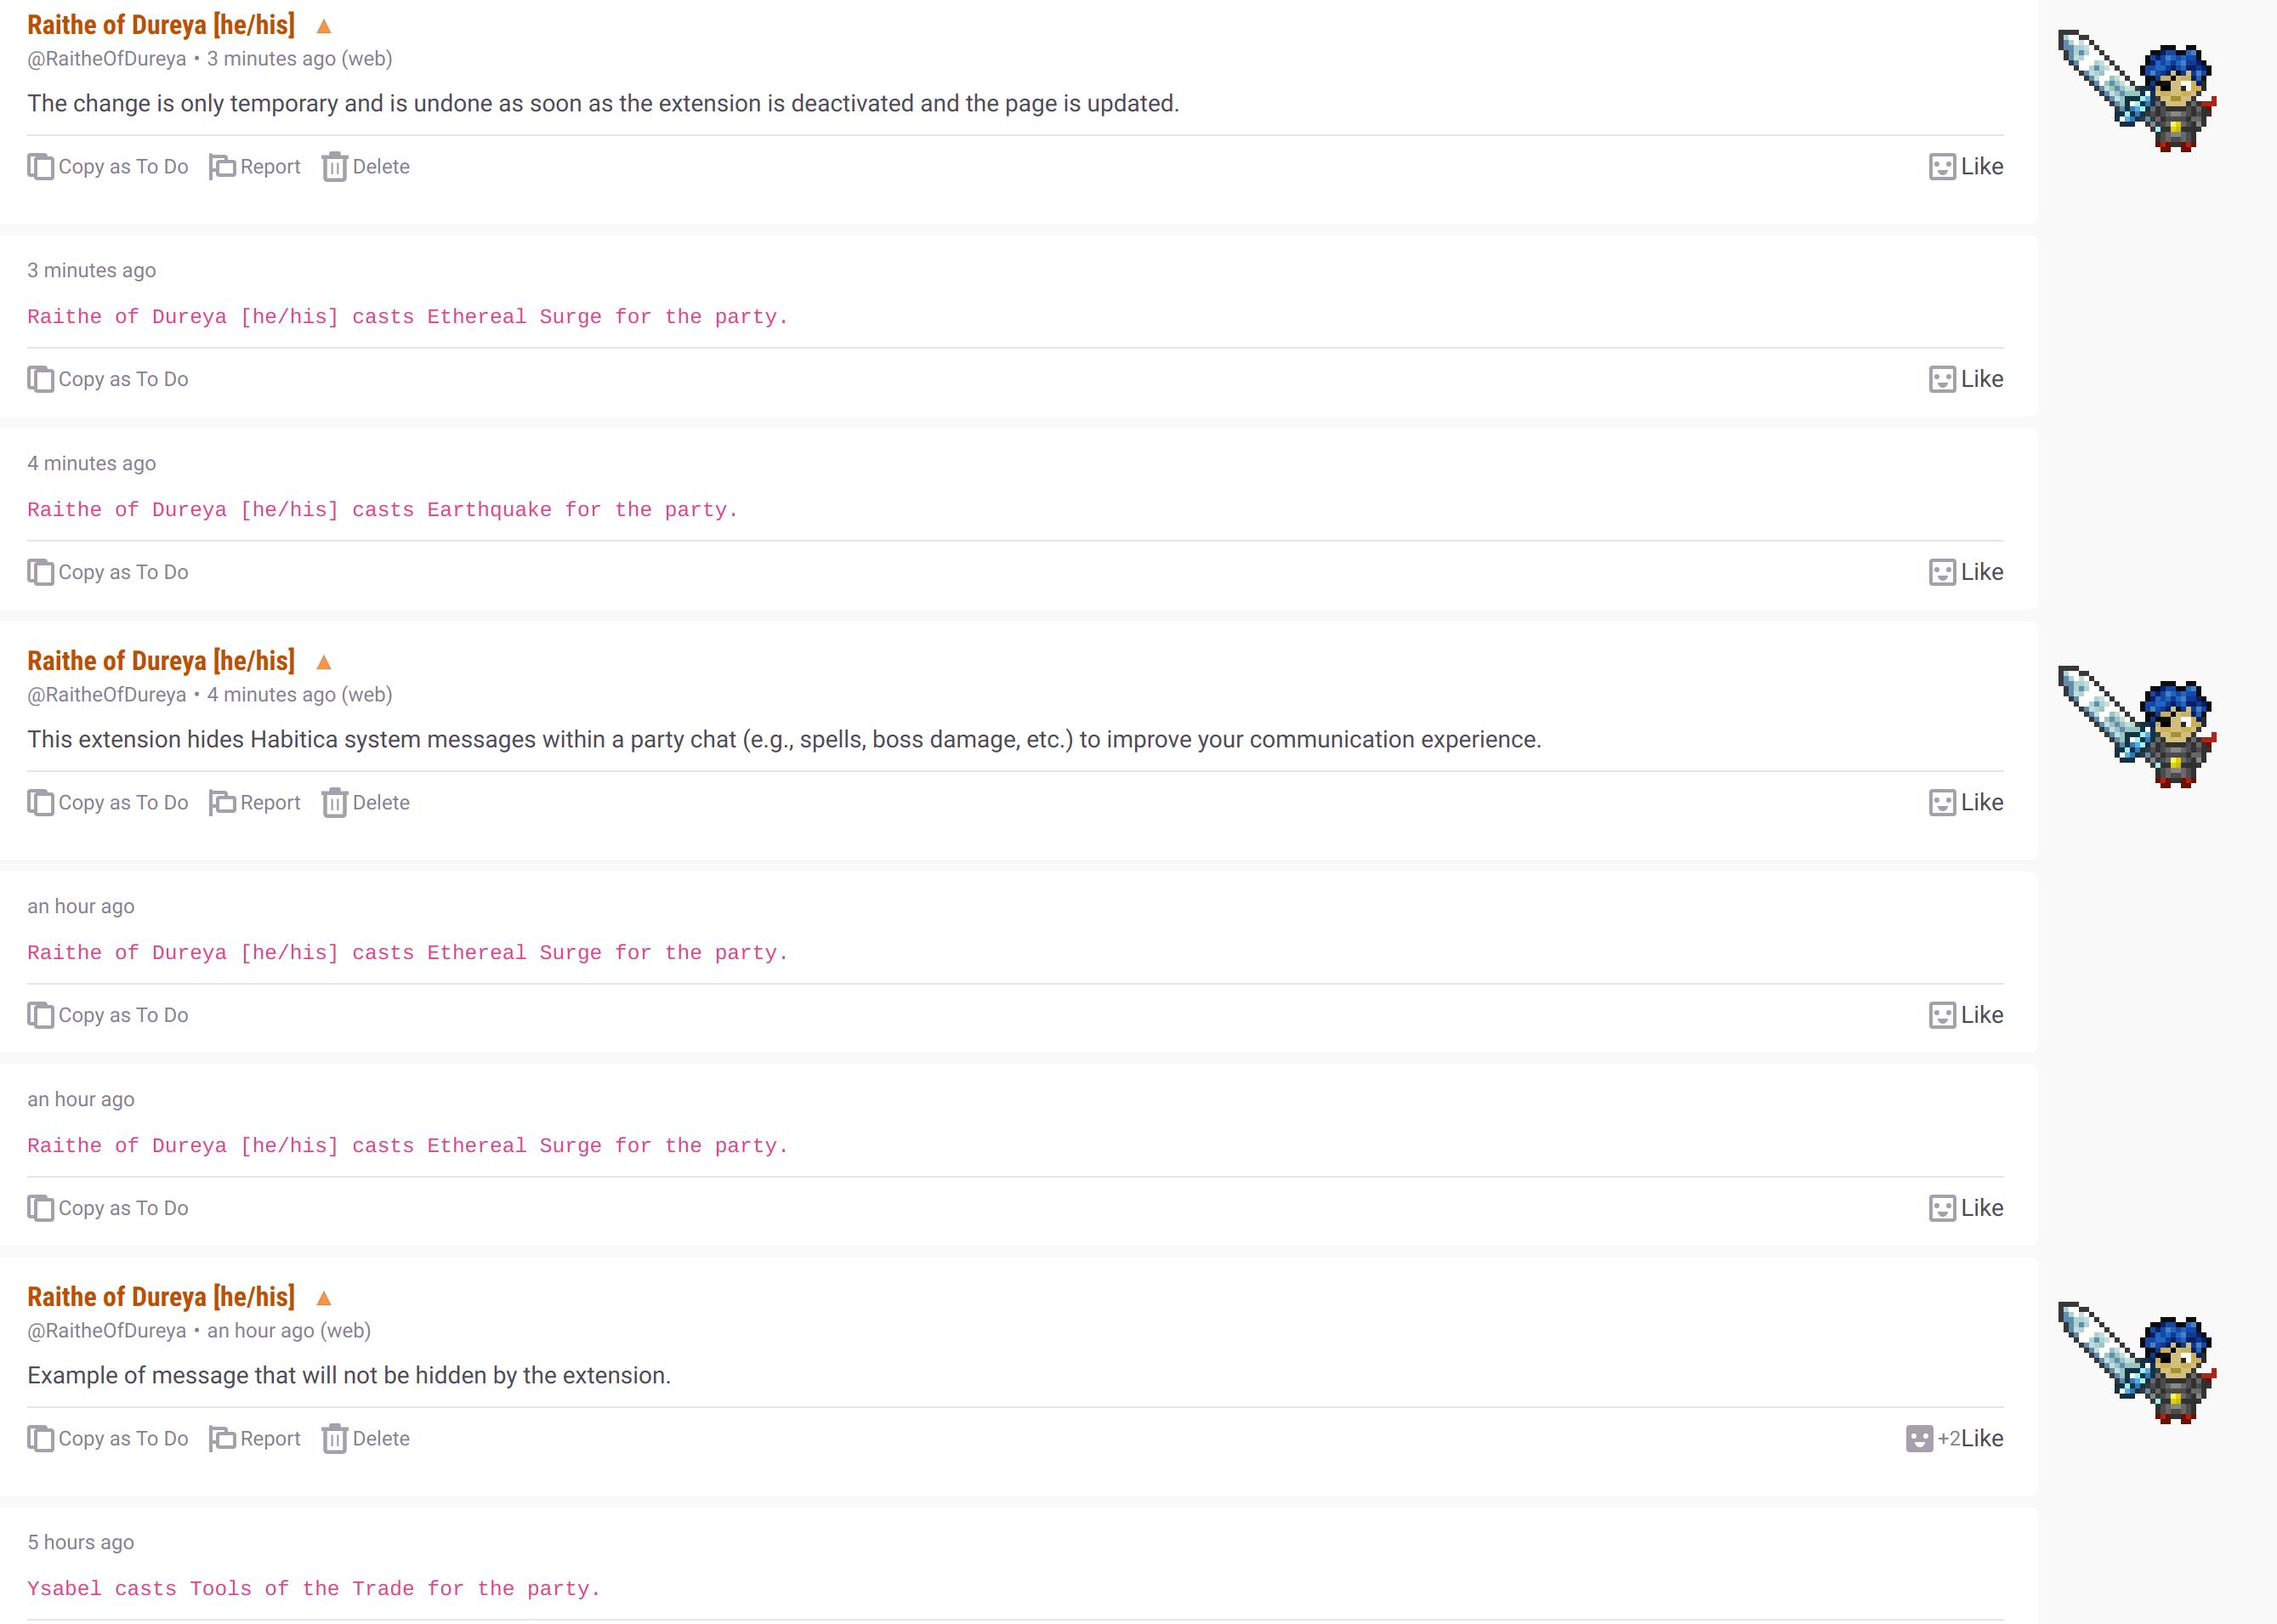 Raithe of Dureya [he/his]
@RaitheOfDureya • 3 minutes ago (web)
The change is only temporary and is undone as soon as the extension is deactivated and the page is updated.
Copy as To Do Report Delete Like
3 minutes ago
Raithe of Dureya [he/his] casts Ethereal Surge for the party.
Copy as To Do Like
4 minutes ago
Raithe of Dureya [he/his] casts Earthquake for the party.
Copy as To Do Like
Raithe of Dureya [he/his]
@RaitheOfDureya • 4 minutes ago (web)
This extension hides Habitica system messages within a party chat (e.g., spells, boss damage, etc.) to improve your communication experience.
Copy as To Do Report Delete Like
an hour ago
Raithe of Dureya [he/his] casts Ethereal Surge for the party.
Copy as To Do Like
an hour ago
Raithe of Dureya [he/his] casts Ethereal Surge for the party.
Copy as To Do Like
Raithe of Dureya [he/his]
@RaitheOfDureya • an hour ago (web)
Example of message that will not be hidden by the extension.
Copy as To Do Report Delete +2Like
5 hours ago
Ysabel casts Tools of the Trade for the party.